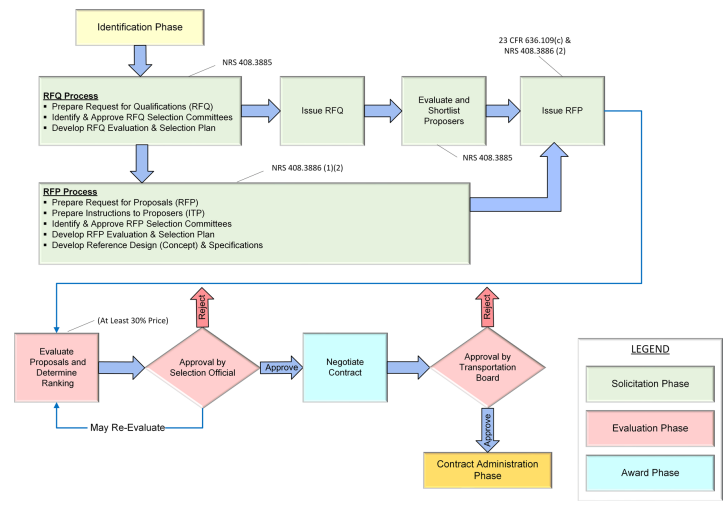 Identification Phase
NRS 408.3885
23 CFR 636.109(c) &
NRS 408.3886 (2)
RFQ Process
• Prepare Request for Qualifications (RFQ)
• Identify & Approve RFQ Selection Committees
• Develop RFQ Evaluation & Selection Plan
Issue RFQ
Evaluate and
Shortlist
Proposers
Issue RFP
NRS 408.3885
NRS 408.3886 (1)(2)
RFP Process
• Prepare Request for Proposals (RFP)
• Prepare Instructions to Proposers (ITP)
• Identify & Approve RFP Selection Committees
• Develop RFP Evaluation & Selection Plan
• Develop Reference Design (Concept) & Specifications
(At Least 30% Price)
Evaluate
Proposals and
Determine
Ranking
Reject
Approval by
Selection Official
Approve
May Re-Evaluate
Negotiate
Contract
Reject
Approval by
Transportation
Board
Approve
Contract Administration
Phase
LEGEND
Solicitation Phase
Evaluation Phase
Award Phase